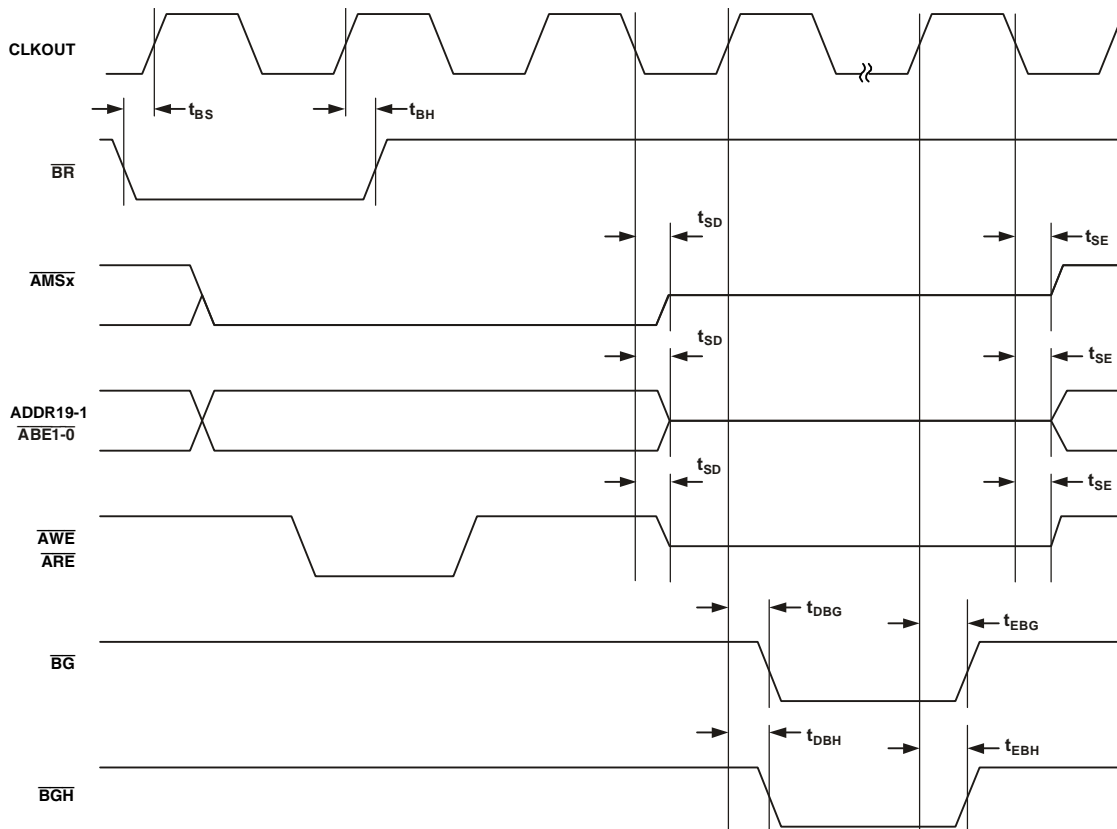 CLKOUT
tBS
tBH
BR
tSD
tSE
AMSx
tSD
tSE
ADDR19-1
ABE1-0
tSD
tSE
AWE
ARE
tDBG
tEBG
BG
tDBH
tEBH
BGH